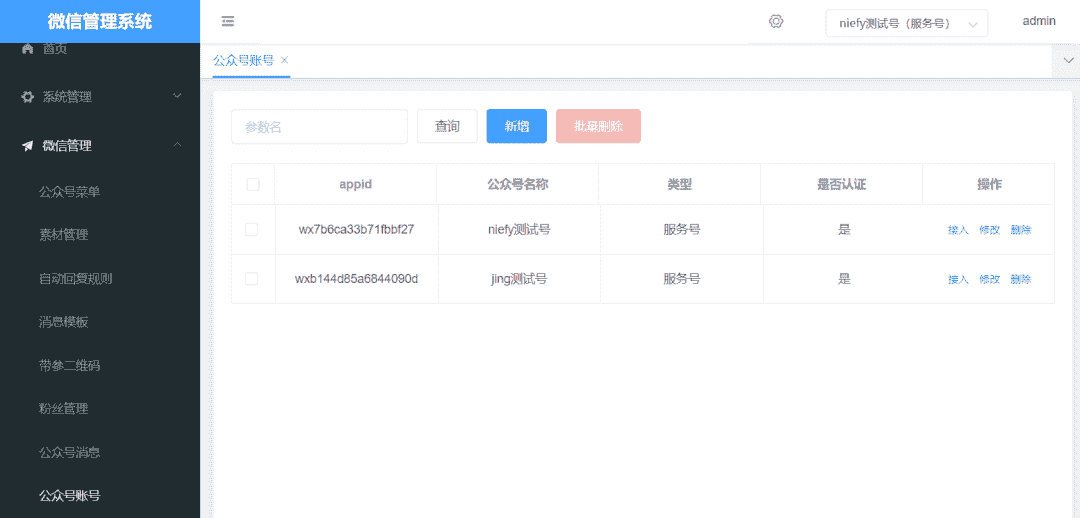 微信管理系统
niefy测试号（服务号）
admin
首页
公众号账号
系统管理
参数名
查询
新增
批量删除
微信管理
appid
公众号名称
类型
是否认证
操作
公众号菜单
wx7b6ca33b71fbbf27
niefy测试号
服务号
是
接入 修改 删除
素材管理
wxb144d85a6844090d
jing测试号
服务号
是
接入 修改 删除
自动回复规则
消息模板
带参二维码
粉丝管理
公众号消息
公众号账号